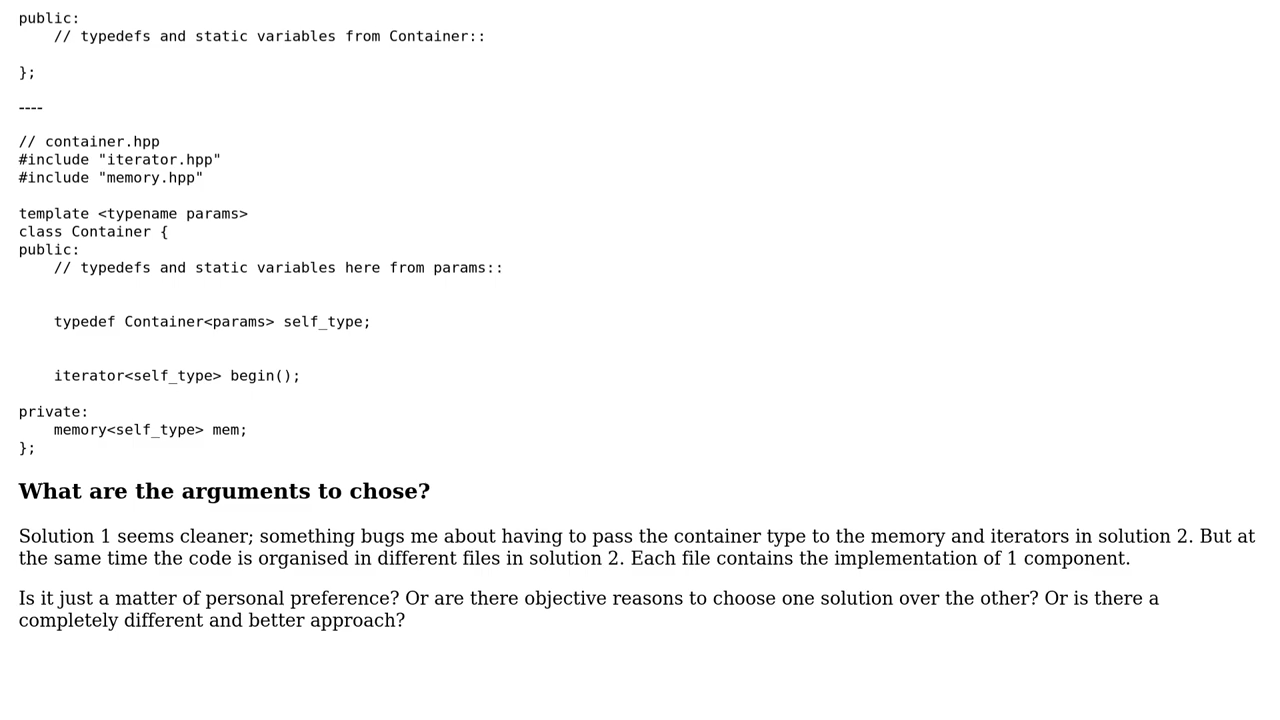 public:
    // typedefs and static variables from Container::
};
----
// container.hpp
#include "iterator.hpp"
#include "memory.hpp"
template <typename params>
class Container {
public:
    // typedefs and static variables here from params::
    typedef Container<params> self_type;
    iterator<self_type> begin();
private:
    memory<self_type> mem;
};
What are the arguments to chose?
Solution 1 seems cleaner; something bugs me about having to pass the container type to the memory and iterators in solution 2. But at
the same time the code is organised in different files in solution 2. Each file contains the implementation of 1 component.
Is it just a matter of personal preference? Or are there objective reasons to choose one solution over the other? Or is there a
completely different and better approach?